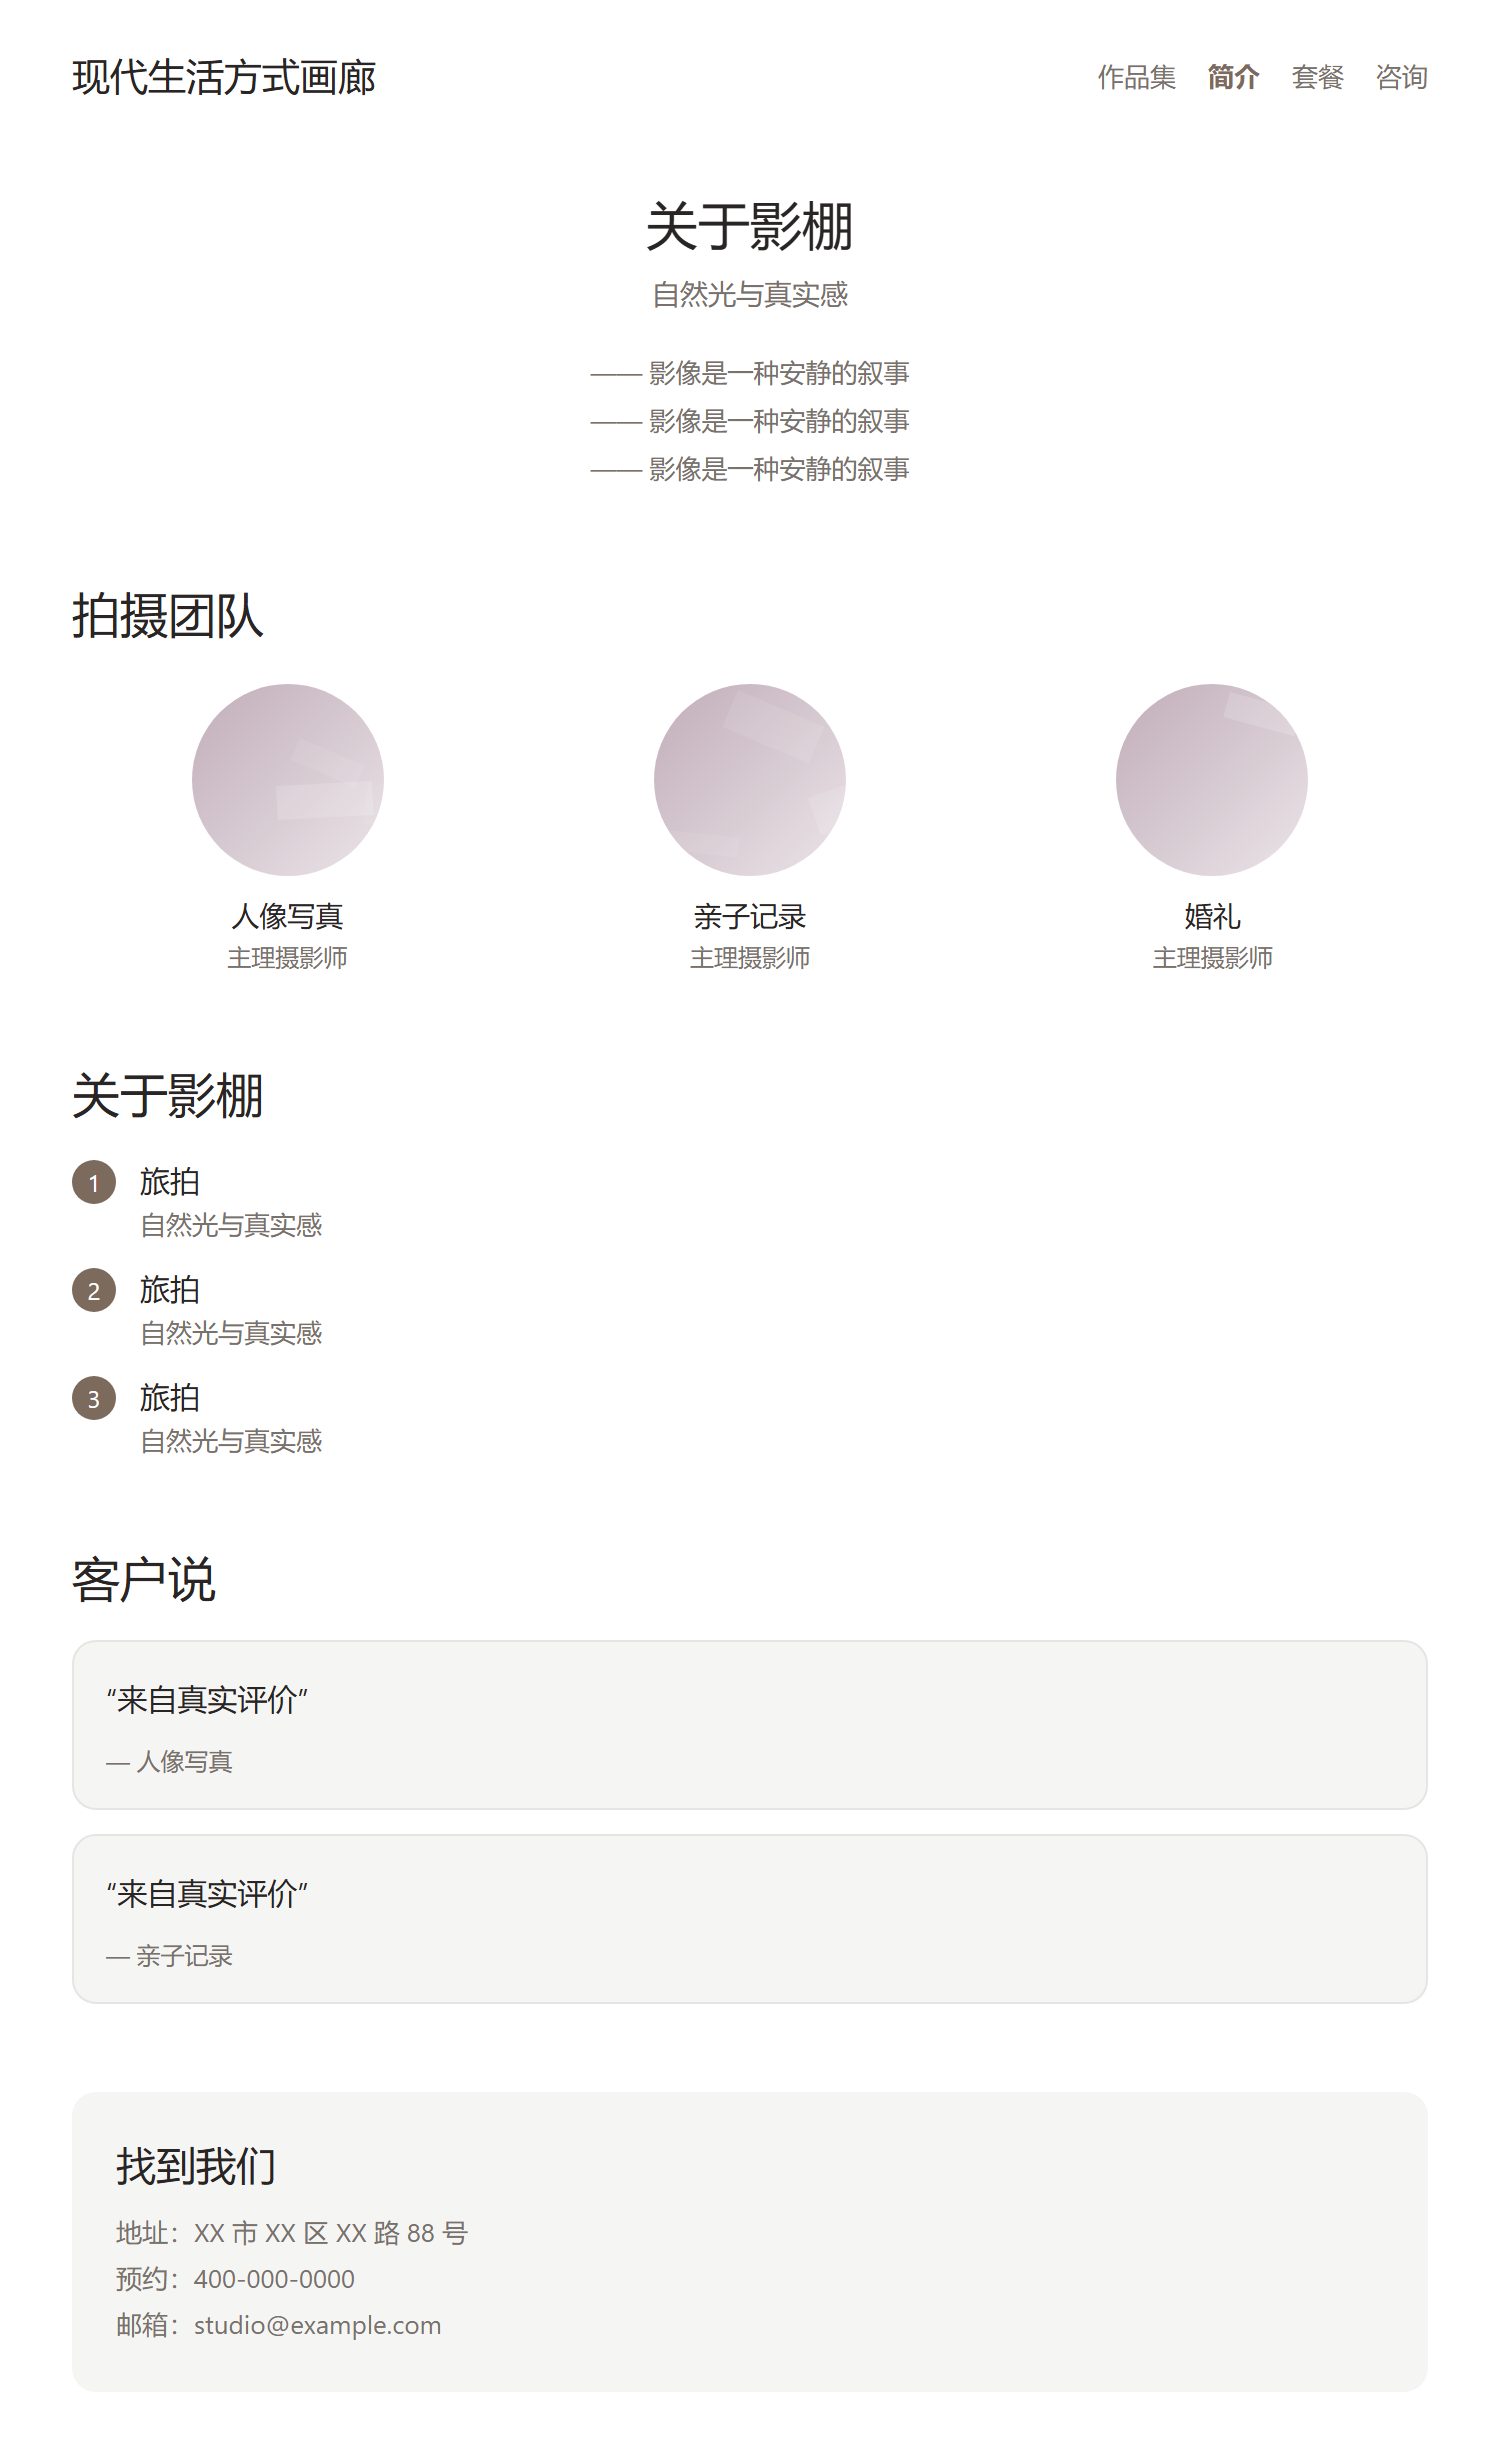 现代生活方式画廊
作品集 简介 套餐 咨询
关于影棚
自然光与真实感
—— 影像是一种安静的叙事
—— 影像是一种安静的叙事
—— 影像是一种安静的叙事
拍摄团队
人像写真
主理摄影师
亲子记录
主理摄影师
婚礼
主理摄影师
关于影棚
1 旅拍
自然光与真实感
2 旅拍
自然光与真实感
3 旅拍
自然光与真实感
客户说
“来自真实评价”
— 人像写真
“来自真实评价”
— 亲子记录
找到我们
地址：XX 市 XX 区 XX 路 88 号
预约：400-000-0000
邮箱：studio@example.com